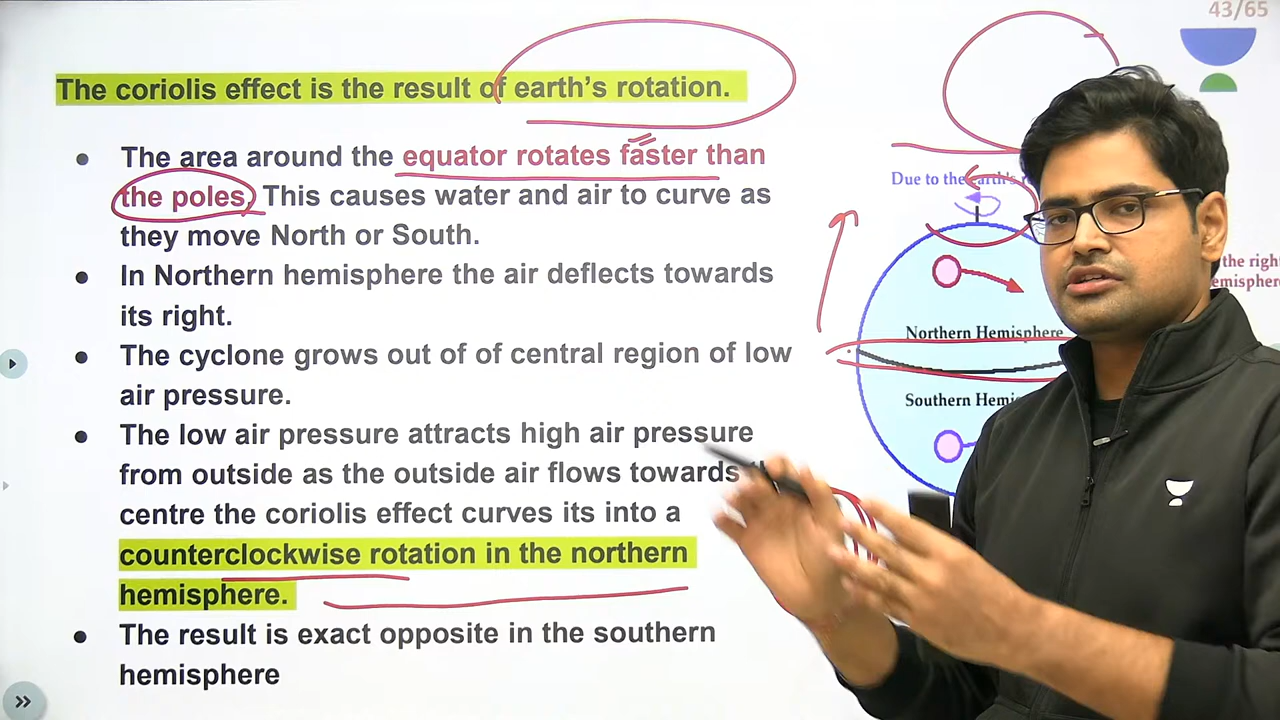 43/65
The coriolis effect is the result of earth's rotation.
The area around the equator rotates faster than
the poles. This causes water and air to curve as
they move North or South.
In Northern hemisphere the air deflects towards
its right.
The cyclone grows out of of central region of low
air pressure.
The low air pressure attracts high air pressure
from outside as the outside air flows towards
centre the coriolis effect curves its into a
counterclockwise rotation in the northern
hemisphere.
The result is exact opposite in the southern
hemisphere
Due to the earth's
the right
Northern Hemisphere
Southern